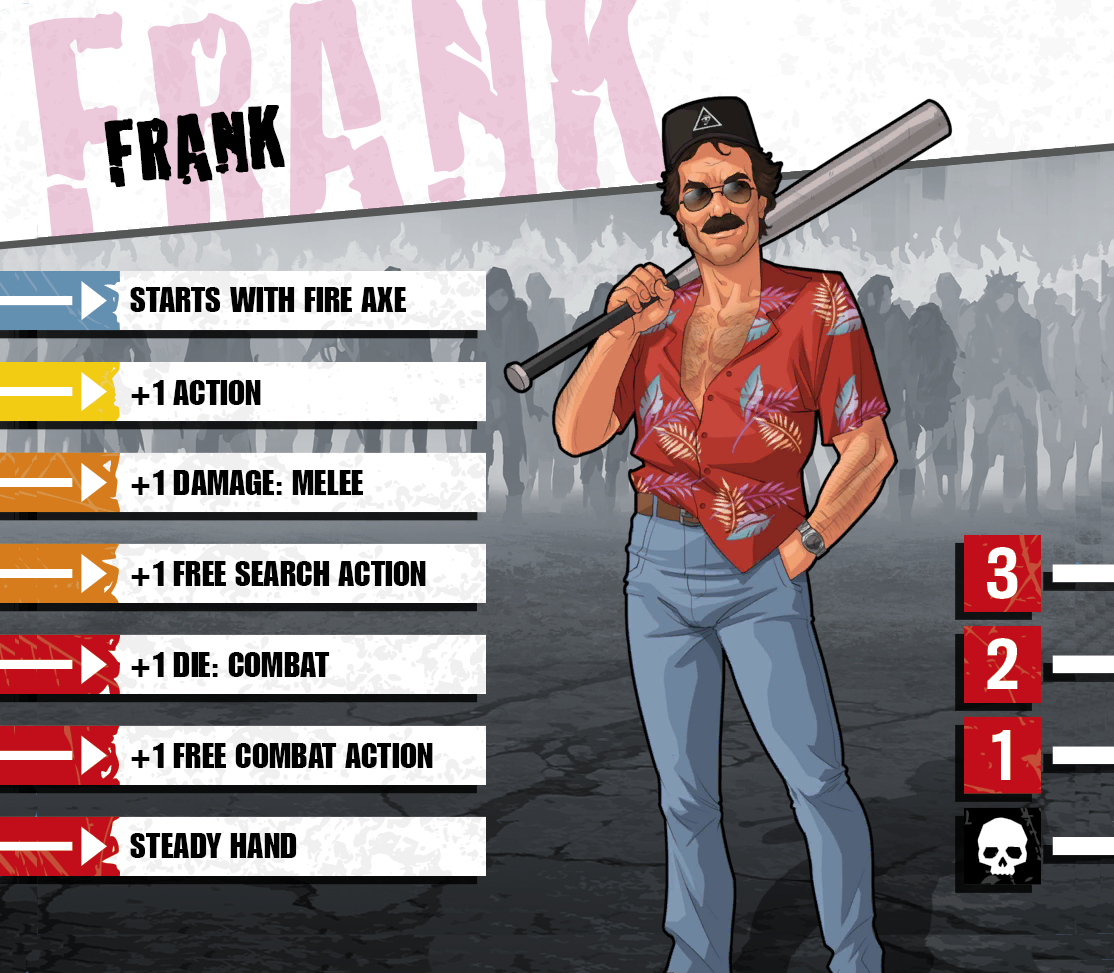 FRANK
FRANK
STARTS WITH FIRE AXE
+1 ACTION
+1 DAMAGE: MELEE
+1 FREE SEARCH ACTION
+1 DIE: COMBAT
+1 FREE COMBAT ACTION
STEADY HAND
3
2
1